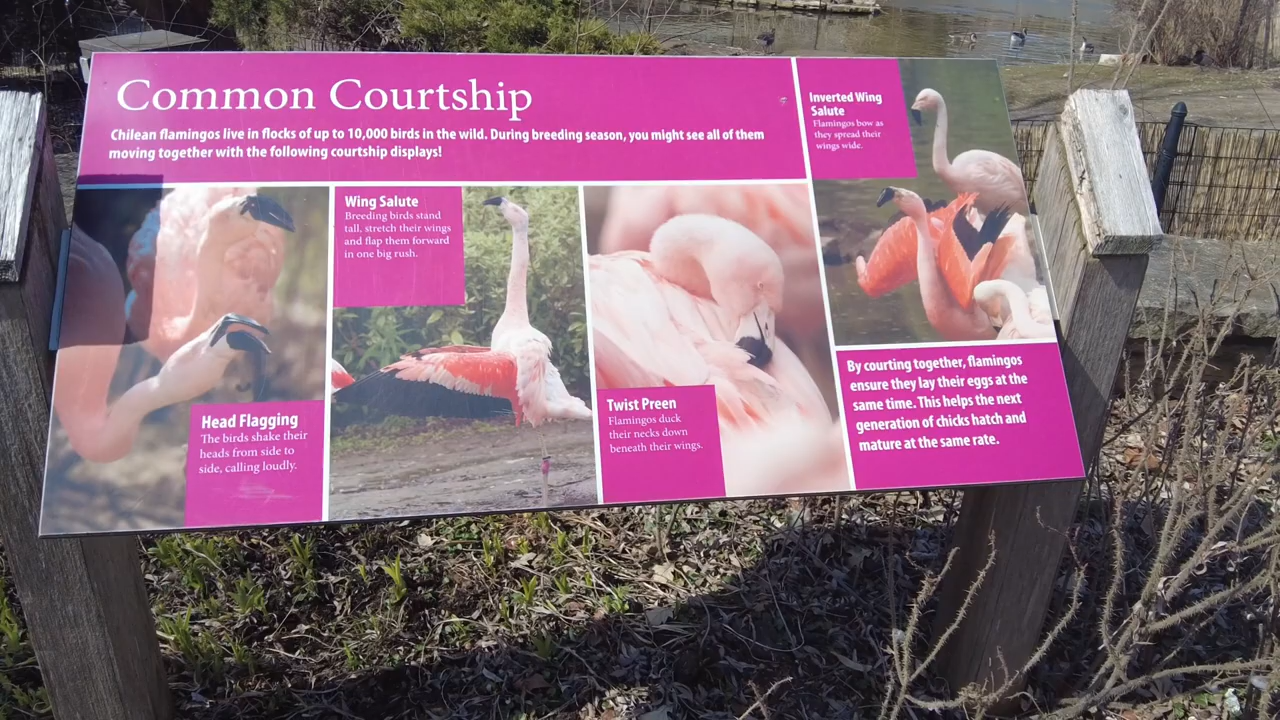 Common Courtship
Chilean flamingos live in flocks of up to 10,000 birds in the wild. During breeding season, you might see all of them
moving together with the following courtship displays!
Head Flagging
The birds shake their
heads from side to
side, calling loudly.
Wing Salute
Breeding birds stand
tall, stretch their wings
and flap them forward
in one big rush.
Twist Preen
Flamingos duck
their necks down
beneath their wings.
Inverted Wing
Salute
Flamingos bow as
they spread their
wings wide.
By courting together, flamingos
ensure they lay their eggs at the
same time. This helps the next
generation of chicks hatch and
mature at the same rate.